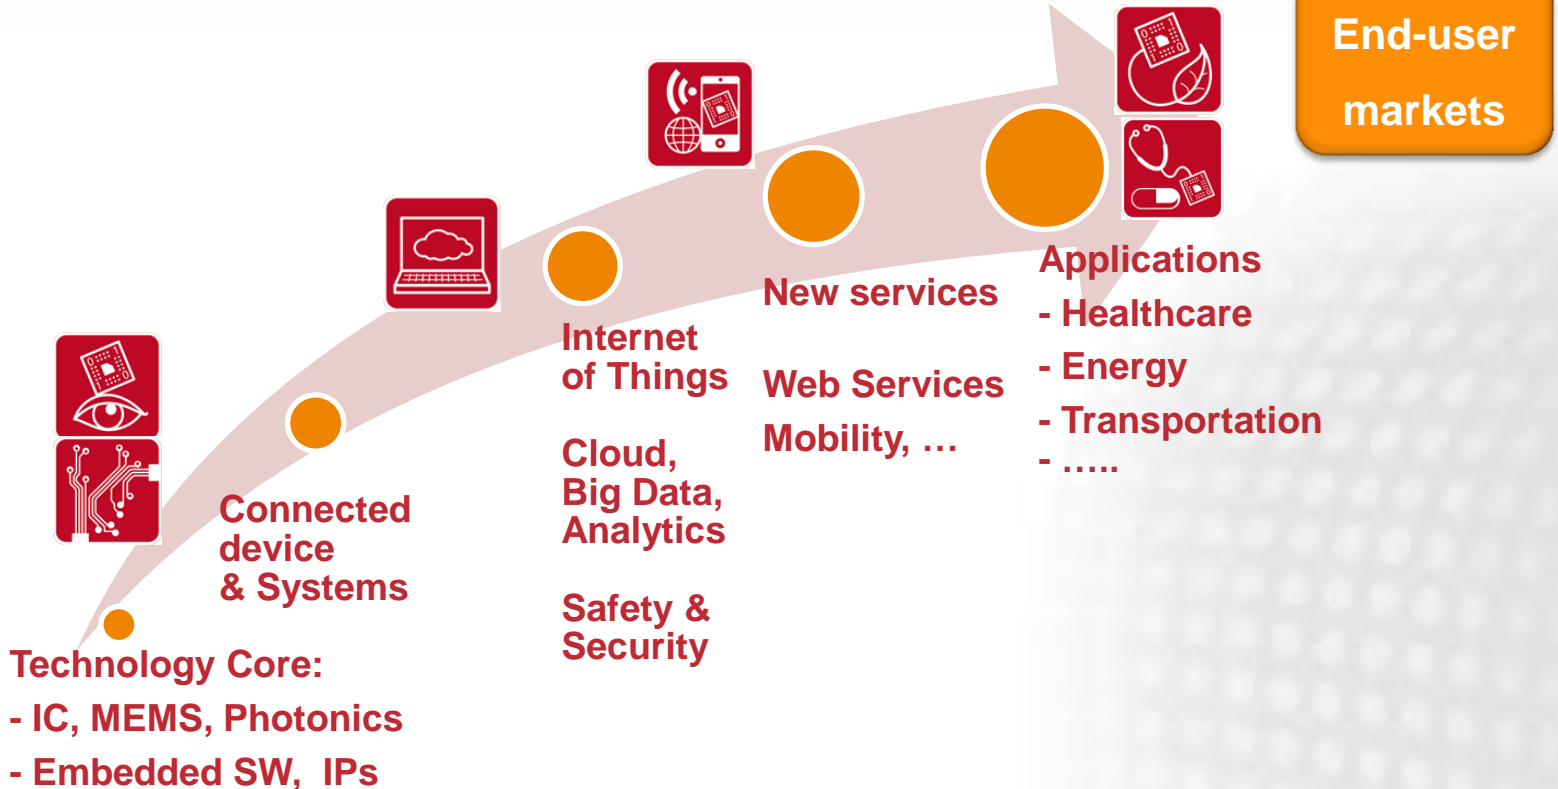 End-user
markets
Technology Core:
- IC, MEMS, Photonics
- Embedded SW, IPs
Connected
device
& Systems
Internet
of Things
Cloud,
Big Data,
Analytics
Safety &
Security
New services
Web Services
Mobility, …
Applications
- Healthcare
- Energy
- Transportation
- …..